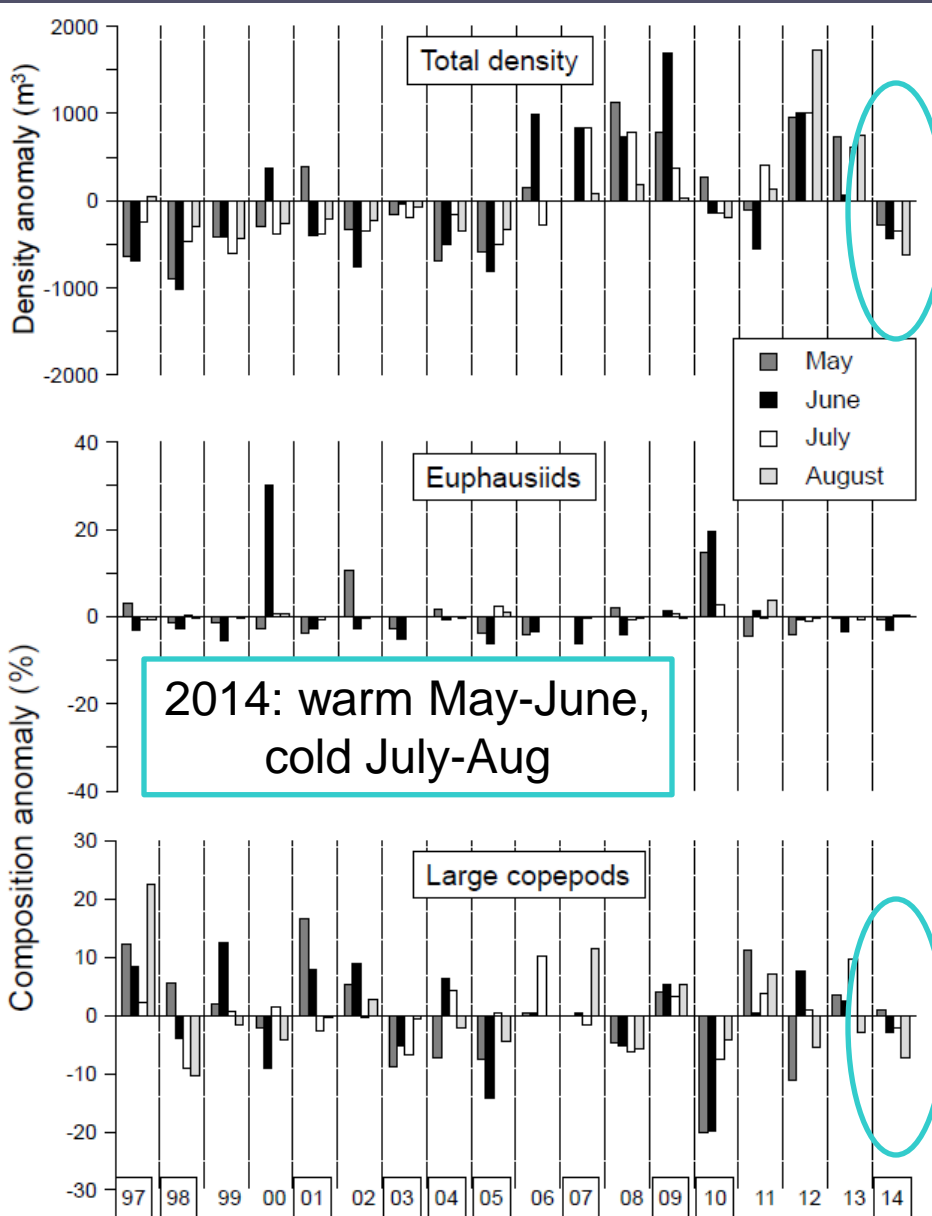 Total density
Density anomaly (m³)
2000
1000
0
-1000
-2000
May
June
July
August
Euphausiids
40
20
0
-20
-40
2014: warm May-June,
cold July-Aug
Composition anomaly (%)
Large copepods
30
20
10
0
-10
-20
-30
97 98 99 00 01 02 03 04 05 06 07 08 09 10 11 12 13 14